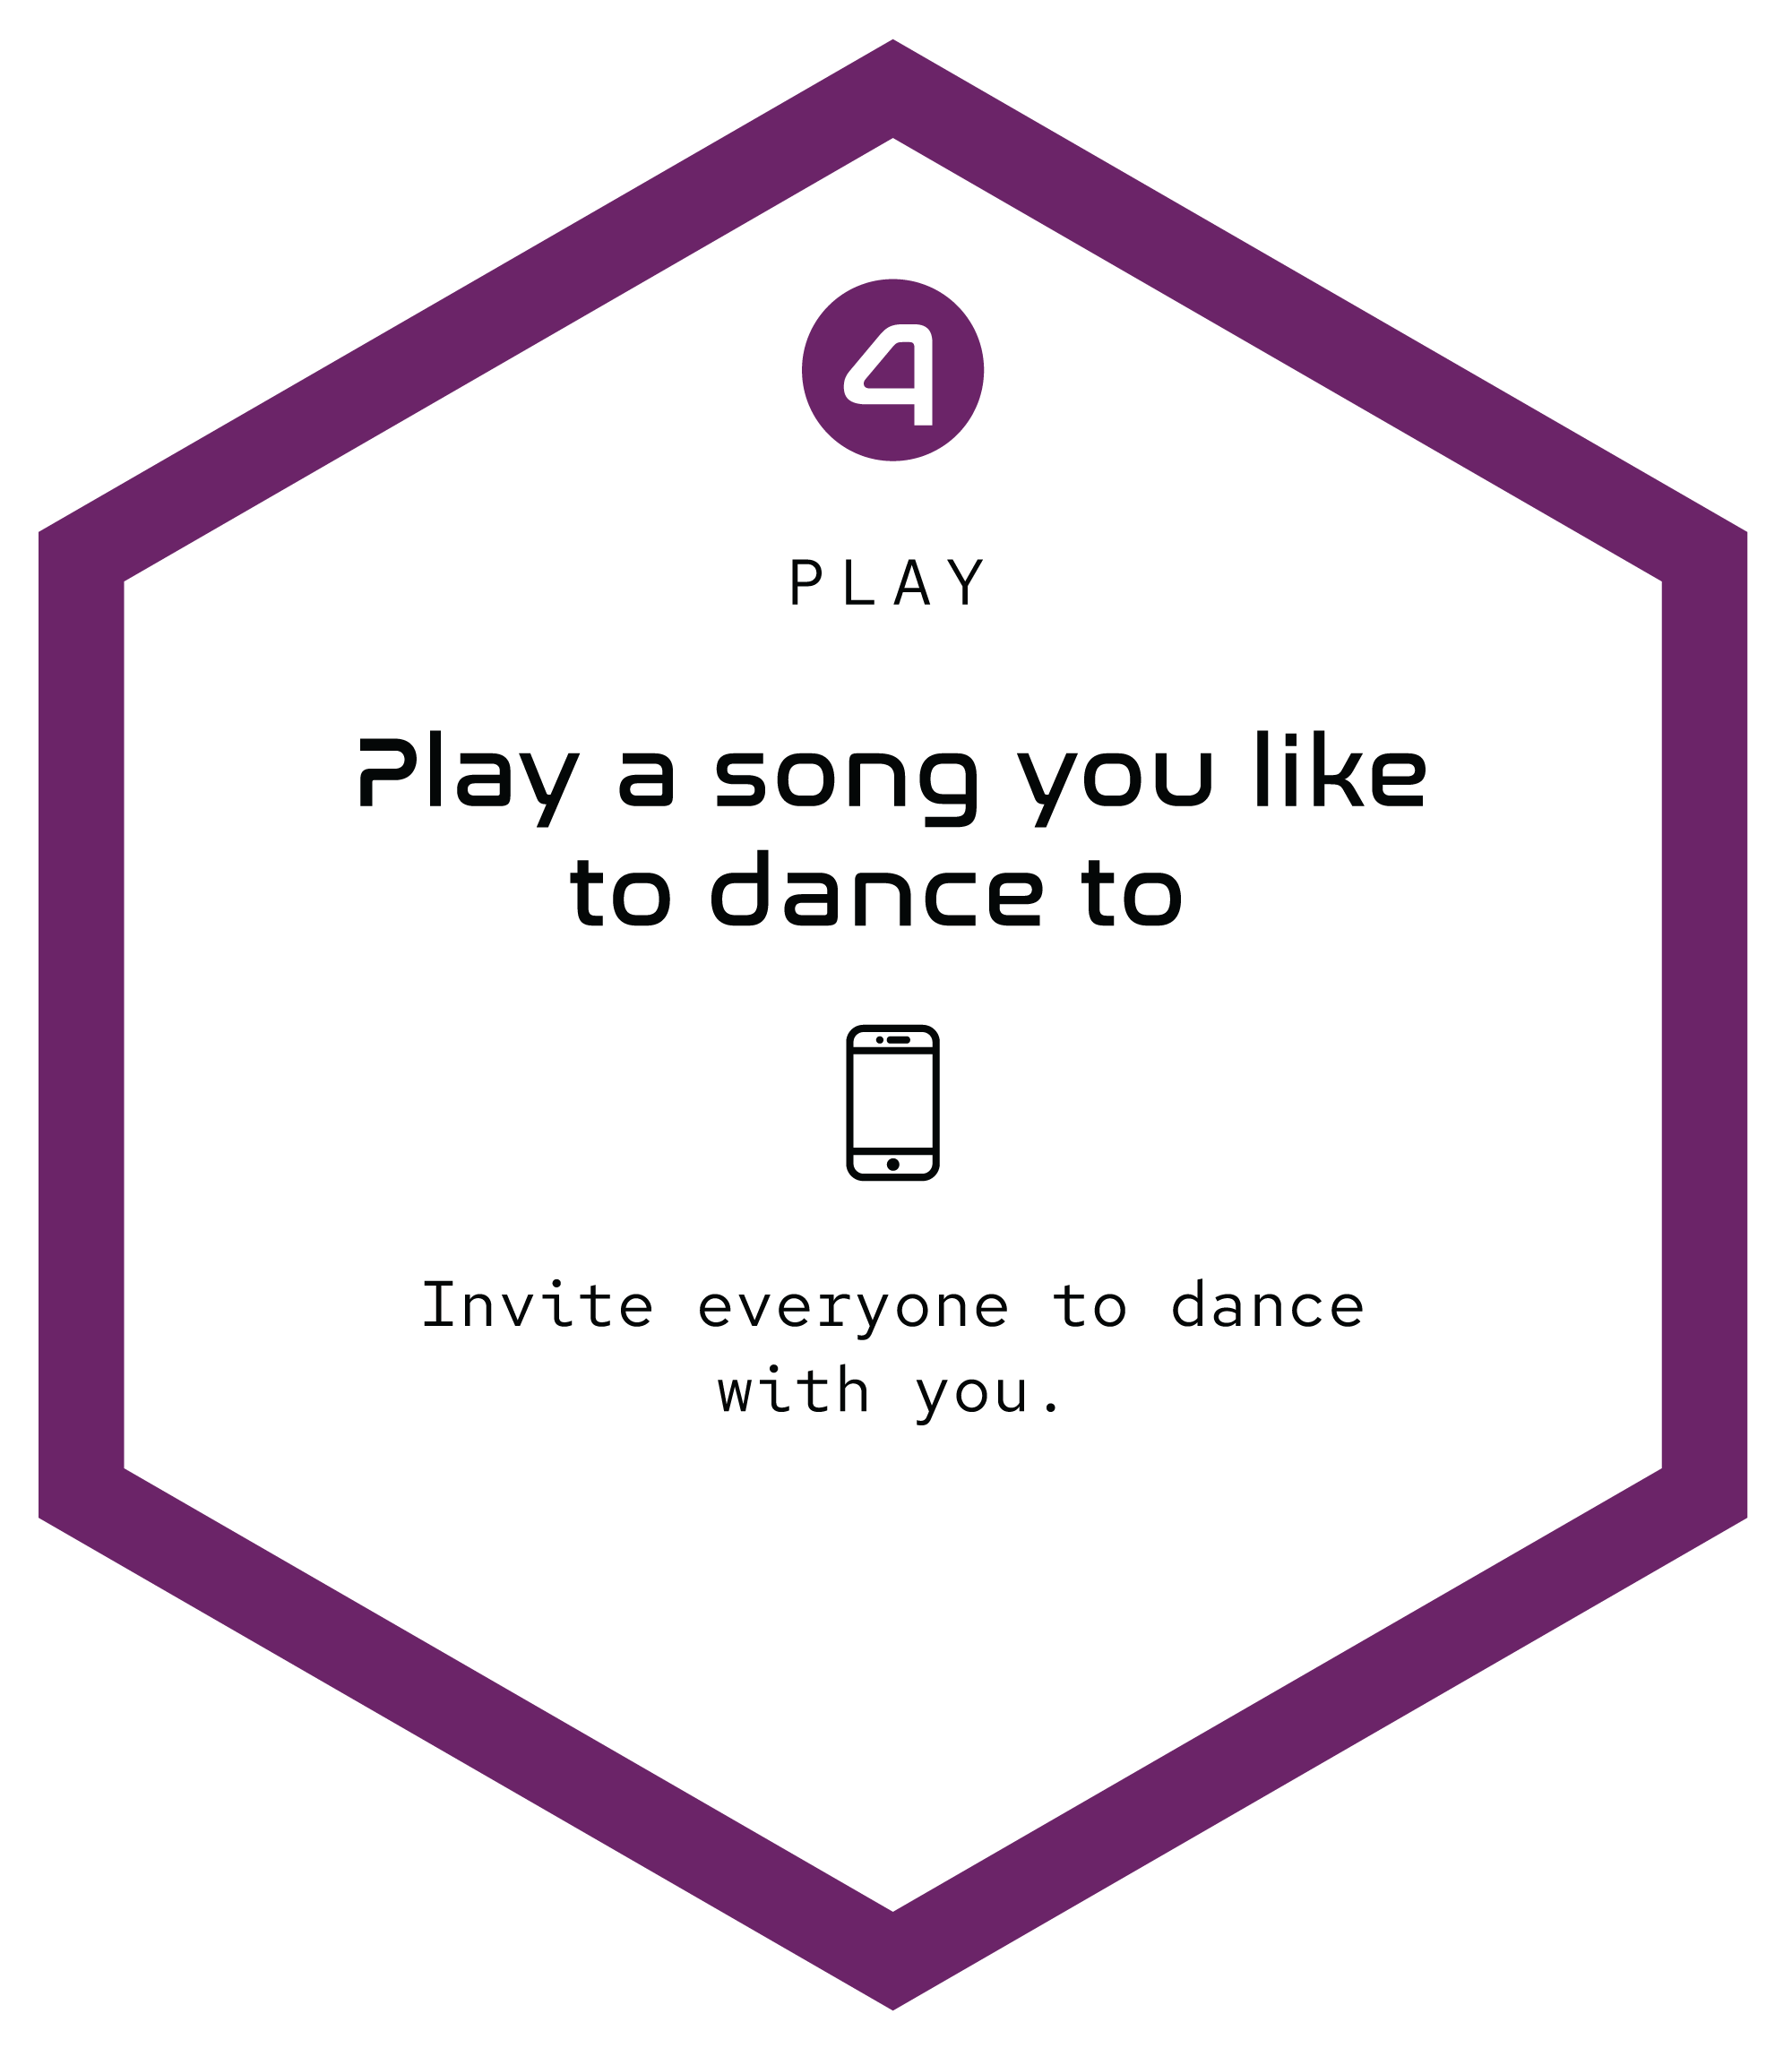 4
PLAY
Play a song you like
to dance to
Invite everyone to dance
with you.